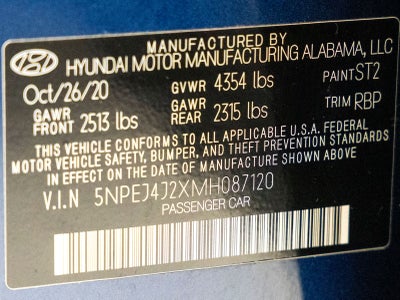 MANUFACTURED BY
HYUNDAI MOTOR MANUFACTURING ALABAMA, LLC
Oct/26/20 GVWR 4354 lbs PAINT ST2
GAWR FRONT 2513 lbs GAWR REAR 2315 lbs TRIM RBP
THIS VEHICLE CONFORMS TO ALL APPLICABLE U.S.A. FEDERAL
MOTOR VEHICLE SAFETY, BUMPER, AND THEFT PREVENTION STANDARDS
IN EFFECT ON THE DATE OF MANUFACTURE SHOWN ABOVE.
V.I.N 5NPEJ4J2XMH087120
PASSENGER CAR